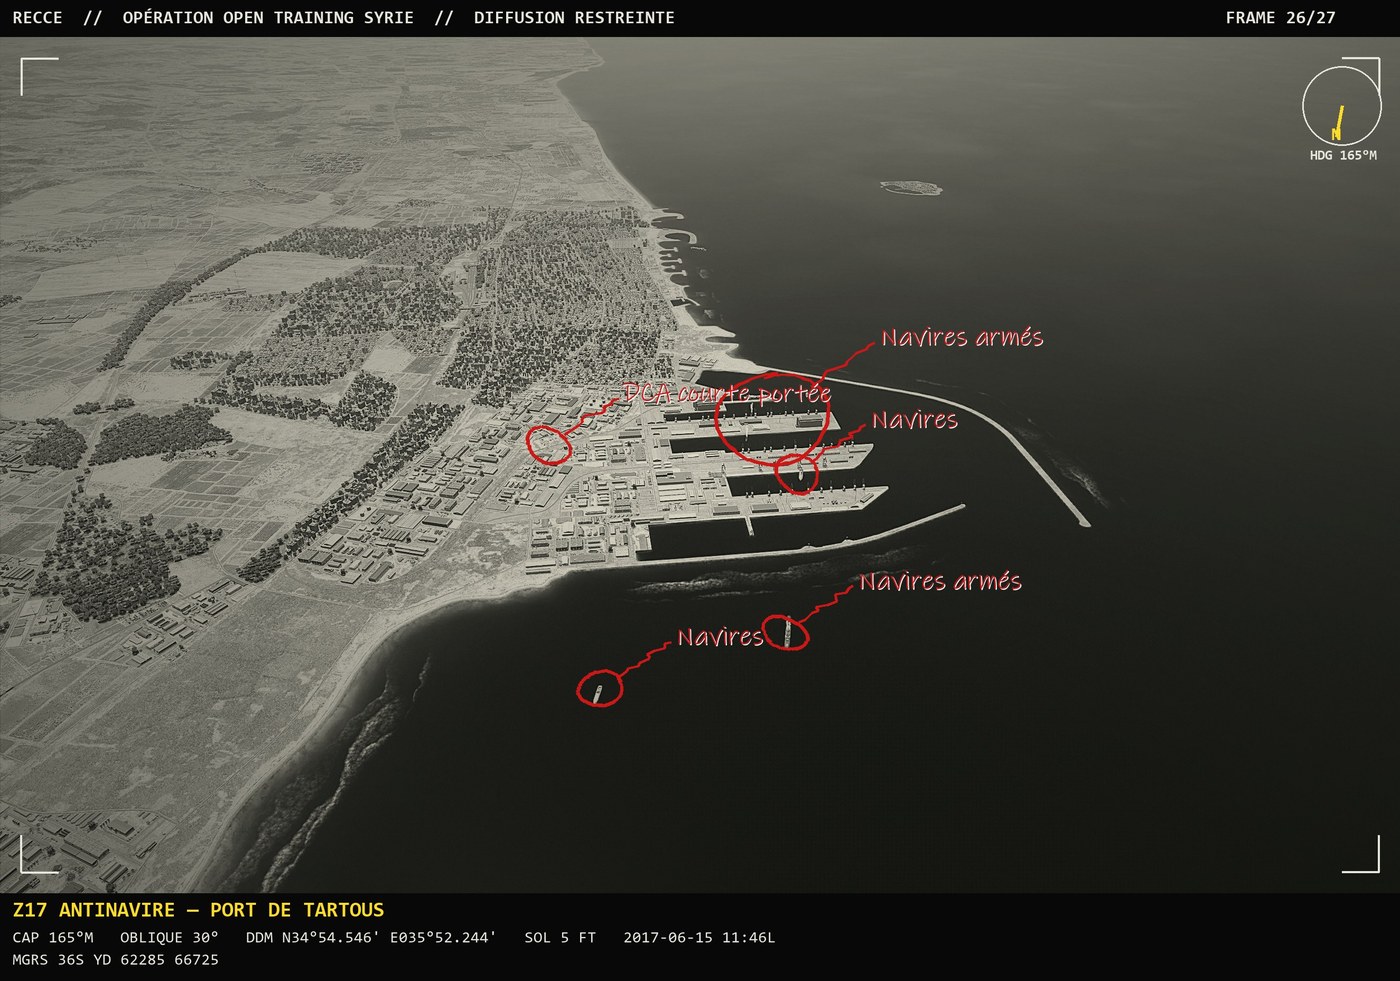 RECCE // OPÉRATION OPEN TRAINING SYRIE // DIFFUSION RESTREINTE
FRAME 26/27
N
HDG 165°M
Navires armés
DCA courte portée
Navires
Navires armés
Navires
Z17 ANTINAVIRE — PORT DE TARTOUS
CAP 165°M OBLIQUE 30° DDM N34°54.546' E035°52.244' SOL 5 FT 2017-06-15 11:46L
MGRS 36S YD 62285 66725